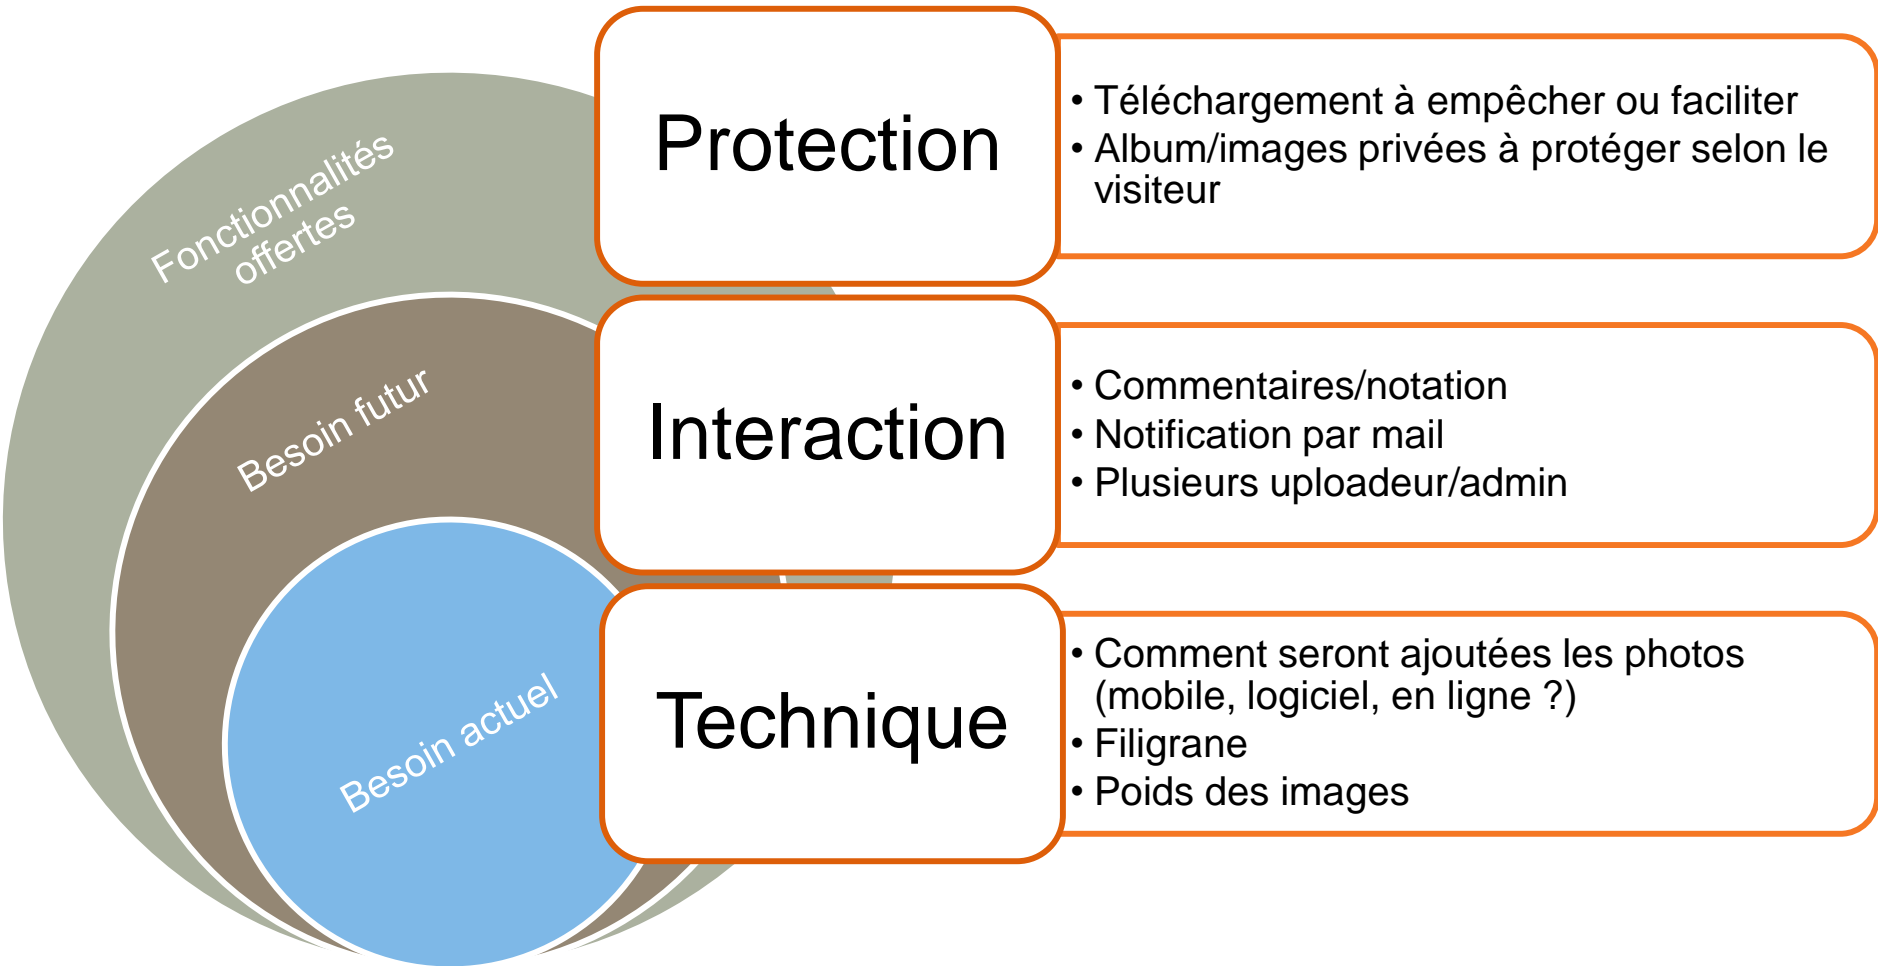 Fonctionnalités
offertes
Besoin futur
Besoin actuel
Protection
• Téléchargement à empêcher ou faciliter
• Album/images privées à protéger selon le
visiteur
Interaction
• Commentaires/notation
• Notification par mail
• Plusieurs uploadeur/admin
Technique
• Comment seront ajoutées les photos
(mobile, logiciel, en ligne ?)
• Filigrane
• Poids des images